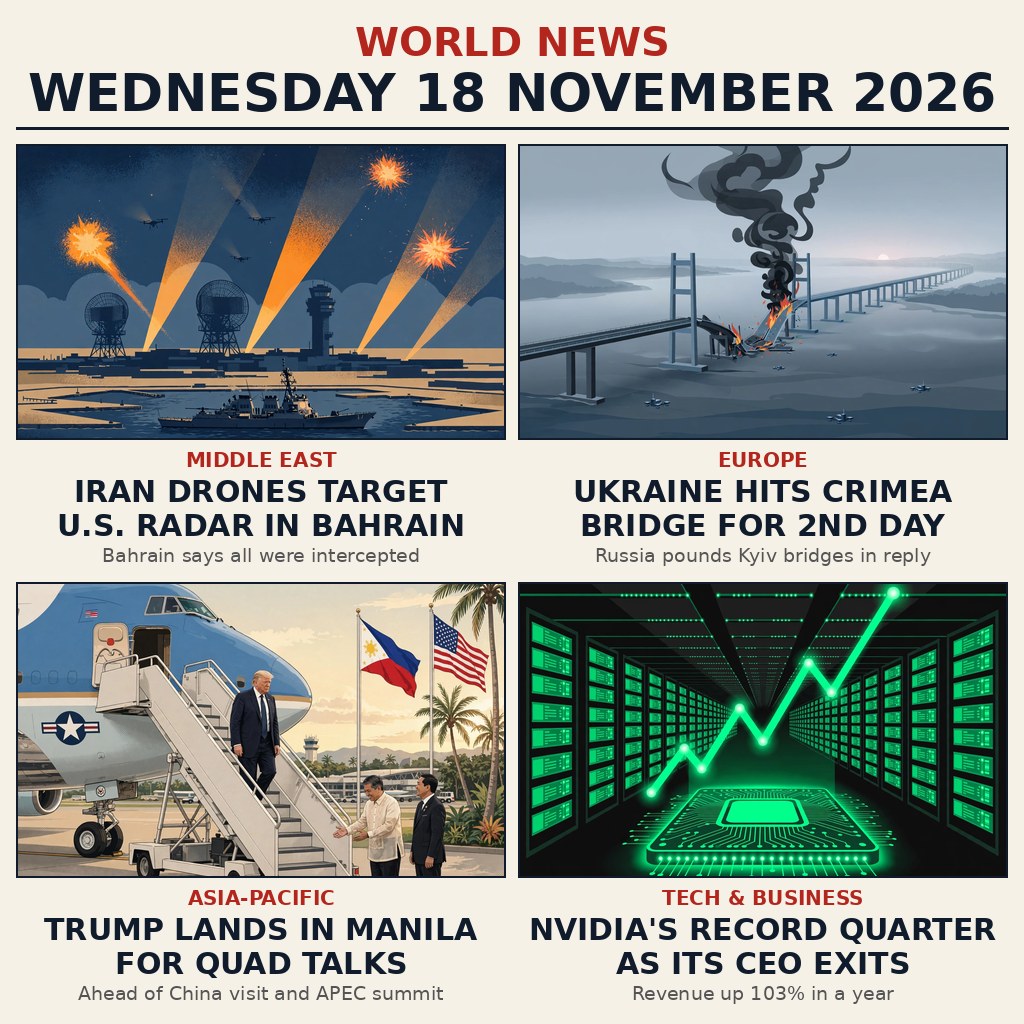 WORLD NEWS
WEDNESDAY 18 NOVEMBER 2026
MIDDLE EAST
IRAN DRONES TARGET
U.S. RADAR IN BAHRAIN
Bahrain says all were intercepted
EUROPE
UKRAINE HITS CRIMEA
BRIDGE FOR 2ND DAY
Russia pounds Kyiv bridges in reply
ASIA-PACIFIC
TRUMP LANDS IN MANILA
FOR QUAD TALKS
Ahead of China visit and APEC summit
TECH & BUSINESS
NVIDIA'S RECORD QUARTER
AS ITS CEO EXITS
Revenue up 103% in a year